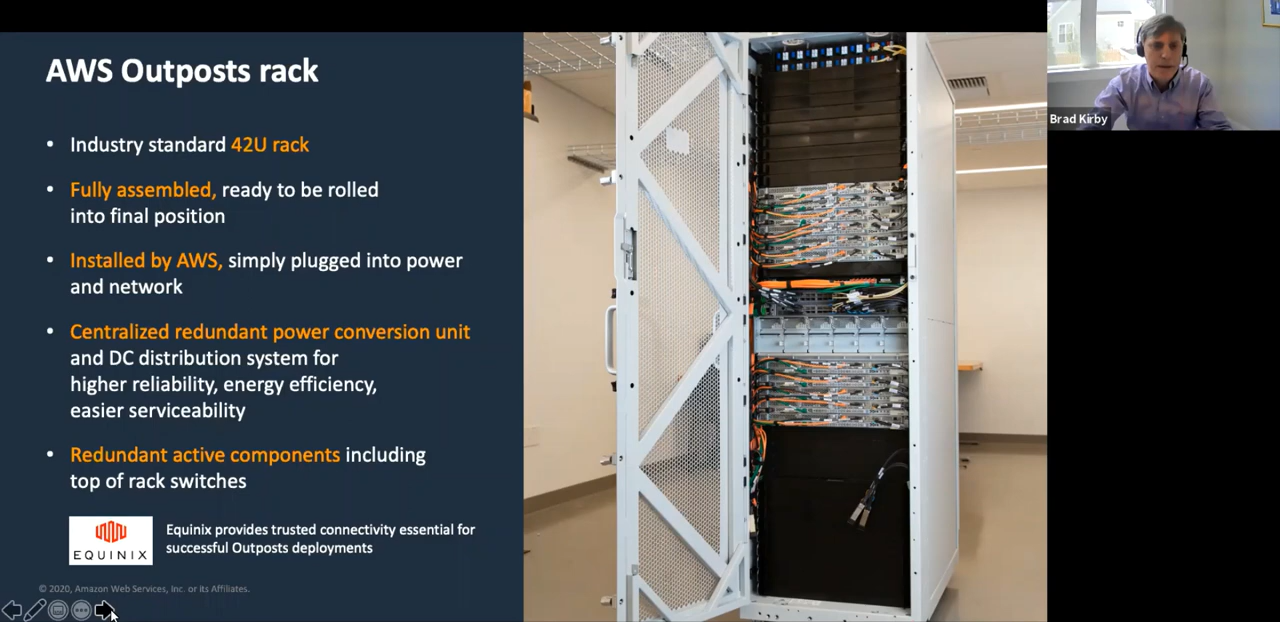 AWS Outposts rack
• Industry standard 42U rack
• Fully assembled, ready to be rolled
into final position
• Installed by AWS, simply plugged into power
and network
• Centralized redundant power conversion unit
and DC distribution system for
higher reliability, energy efficiency,
easier serviceability
• Redundant active components including
top of rack switches
EQUINIX
Equinix provides trusted connectivity essential for
successful Outposts deployments
© 2020, Amazon Web Services, Inc. or its Affiliates.
Brad Kirby